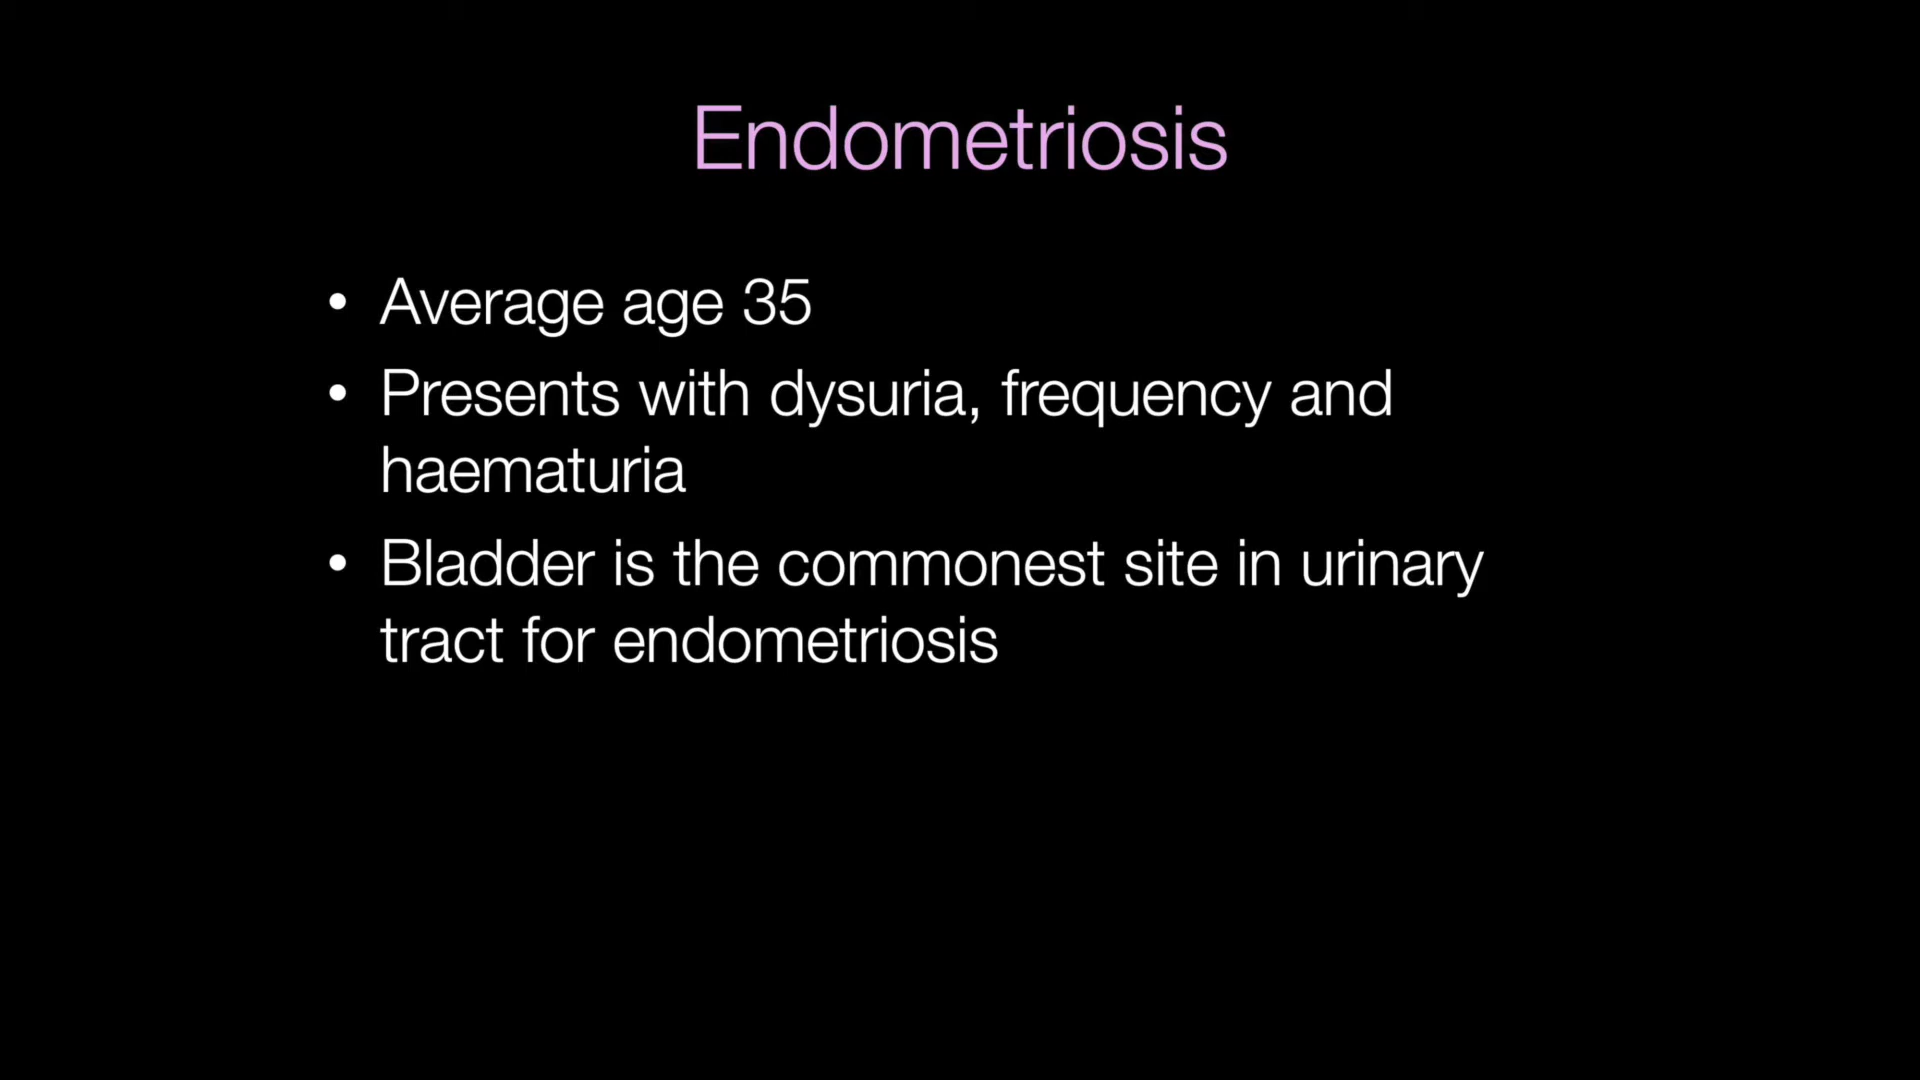 Endometriosis
• Average age 35
• Presents with dysuria, frequency and
haematuria
• Bladder is the commonest site in urinary
tract for endometriosis